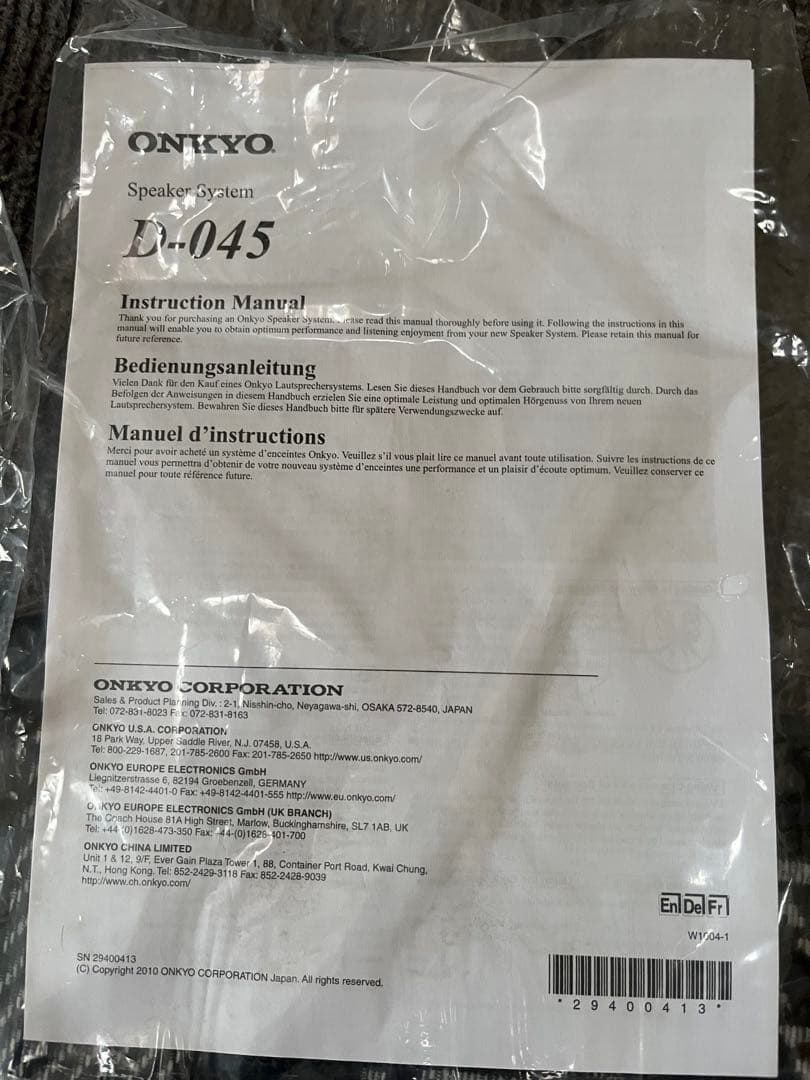 ONKYO®
Speaker System
D-045
Instruction Manual
Thank you for purchasing an Onkyo Speaker System. Please read this manual thoroughly before using it. Following the instructions in this
manual will enable you to obtain optimum performance and listening enjoyment from your new Speaker System. Please retain this manual for
future reference.
Bedienungsanleitung
Vielen Dank für den Kauf eines Onkyo Lautsprechersystems. Lesen Sie dieses Handbuch vor dem Gebrauch bitte sorgfältig durch. Durch das
Befolgen der Anweisungen in diesem Handbuch erzielen Sie eine optimale Leistung und optimalen Hörgenuss von Ihrem neuen
Lautsprechersystem. Bewahren Sie dieses Handbuch bitte für spätere Verwendungszwecke auf.
Manuel d'instructions
Merci pour avoir acheté un système d'enceintes Onkyo. Veuillez s'il vous plait lire ce manuel avant toute utilisation. Suivre les instructions de ce
manuel vous permettra d'obtenir de votre nouveau système d'enceintes une performance et un plaisir d'écoute optimum. Veuillez conserver ce
manuel pour toute référence future.
ONKYO CORPORATION
Sales & Product Planning Div. : 2-1, Nisshin-cho, Neyagawa-shi, OSAKA 572-8540, JAPAN
Tel: 072-831-8023 Fax: 072-831-8163
ONKYO U.S.A. CORPORATION
18 Park Way, Upper Saddle River, N.J. 07458, U.S.A.
Tel: 800-229-1687, 201-785-2600 Fax: 201-785-2650 http://www.us.onkyo.com/
ONKYO EUROPE ELECTRONICS GmbH
Liegnitzerstrasse 6, 82194 Groebenzell, GERMANY
Tel: +49-8142-4401-0 Fax: +49-8142-4401-555 http://www.eu.onkyo.com/
ONKYO EUROPE ELECTRONICS GmbH (UK BRANCH)
The Coach House 81A High Street, Marlow, Buckinghamshire, SL7 1AB, UK
Tel: +44-(0)1628-473-350 Fax: +44-(0)1628-401-700
ONKYO CHINA LIMITED
Unit 1 & 12, 9/F, Ever Gain Plaza Tower 1, 88, Container Port Road, Kwai Chung,
N.T., Hong Kong. Tel: 852-2429-3118 Fax: 852-2428-9039
http://www.ch.onkyo.com/
En De Fr
W1004-1
SN 29400413
(C) Copyright 2010 ONKYO CORPORATION Japan. All rights reserved.
* 2 9 4 0 0 4 1 3 *